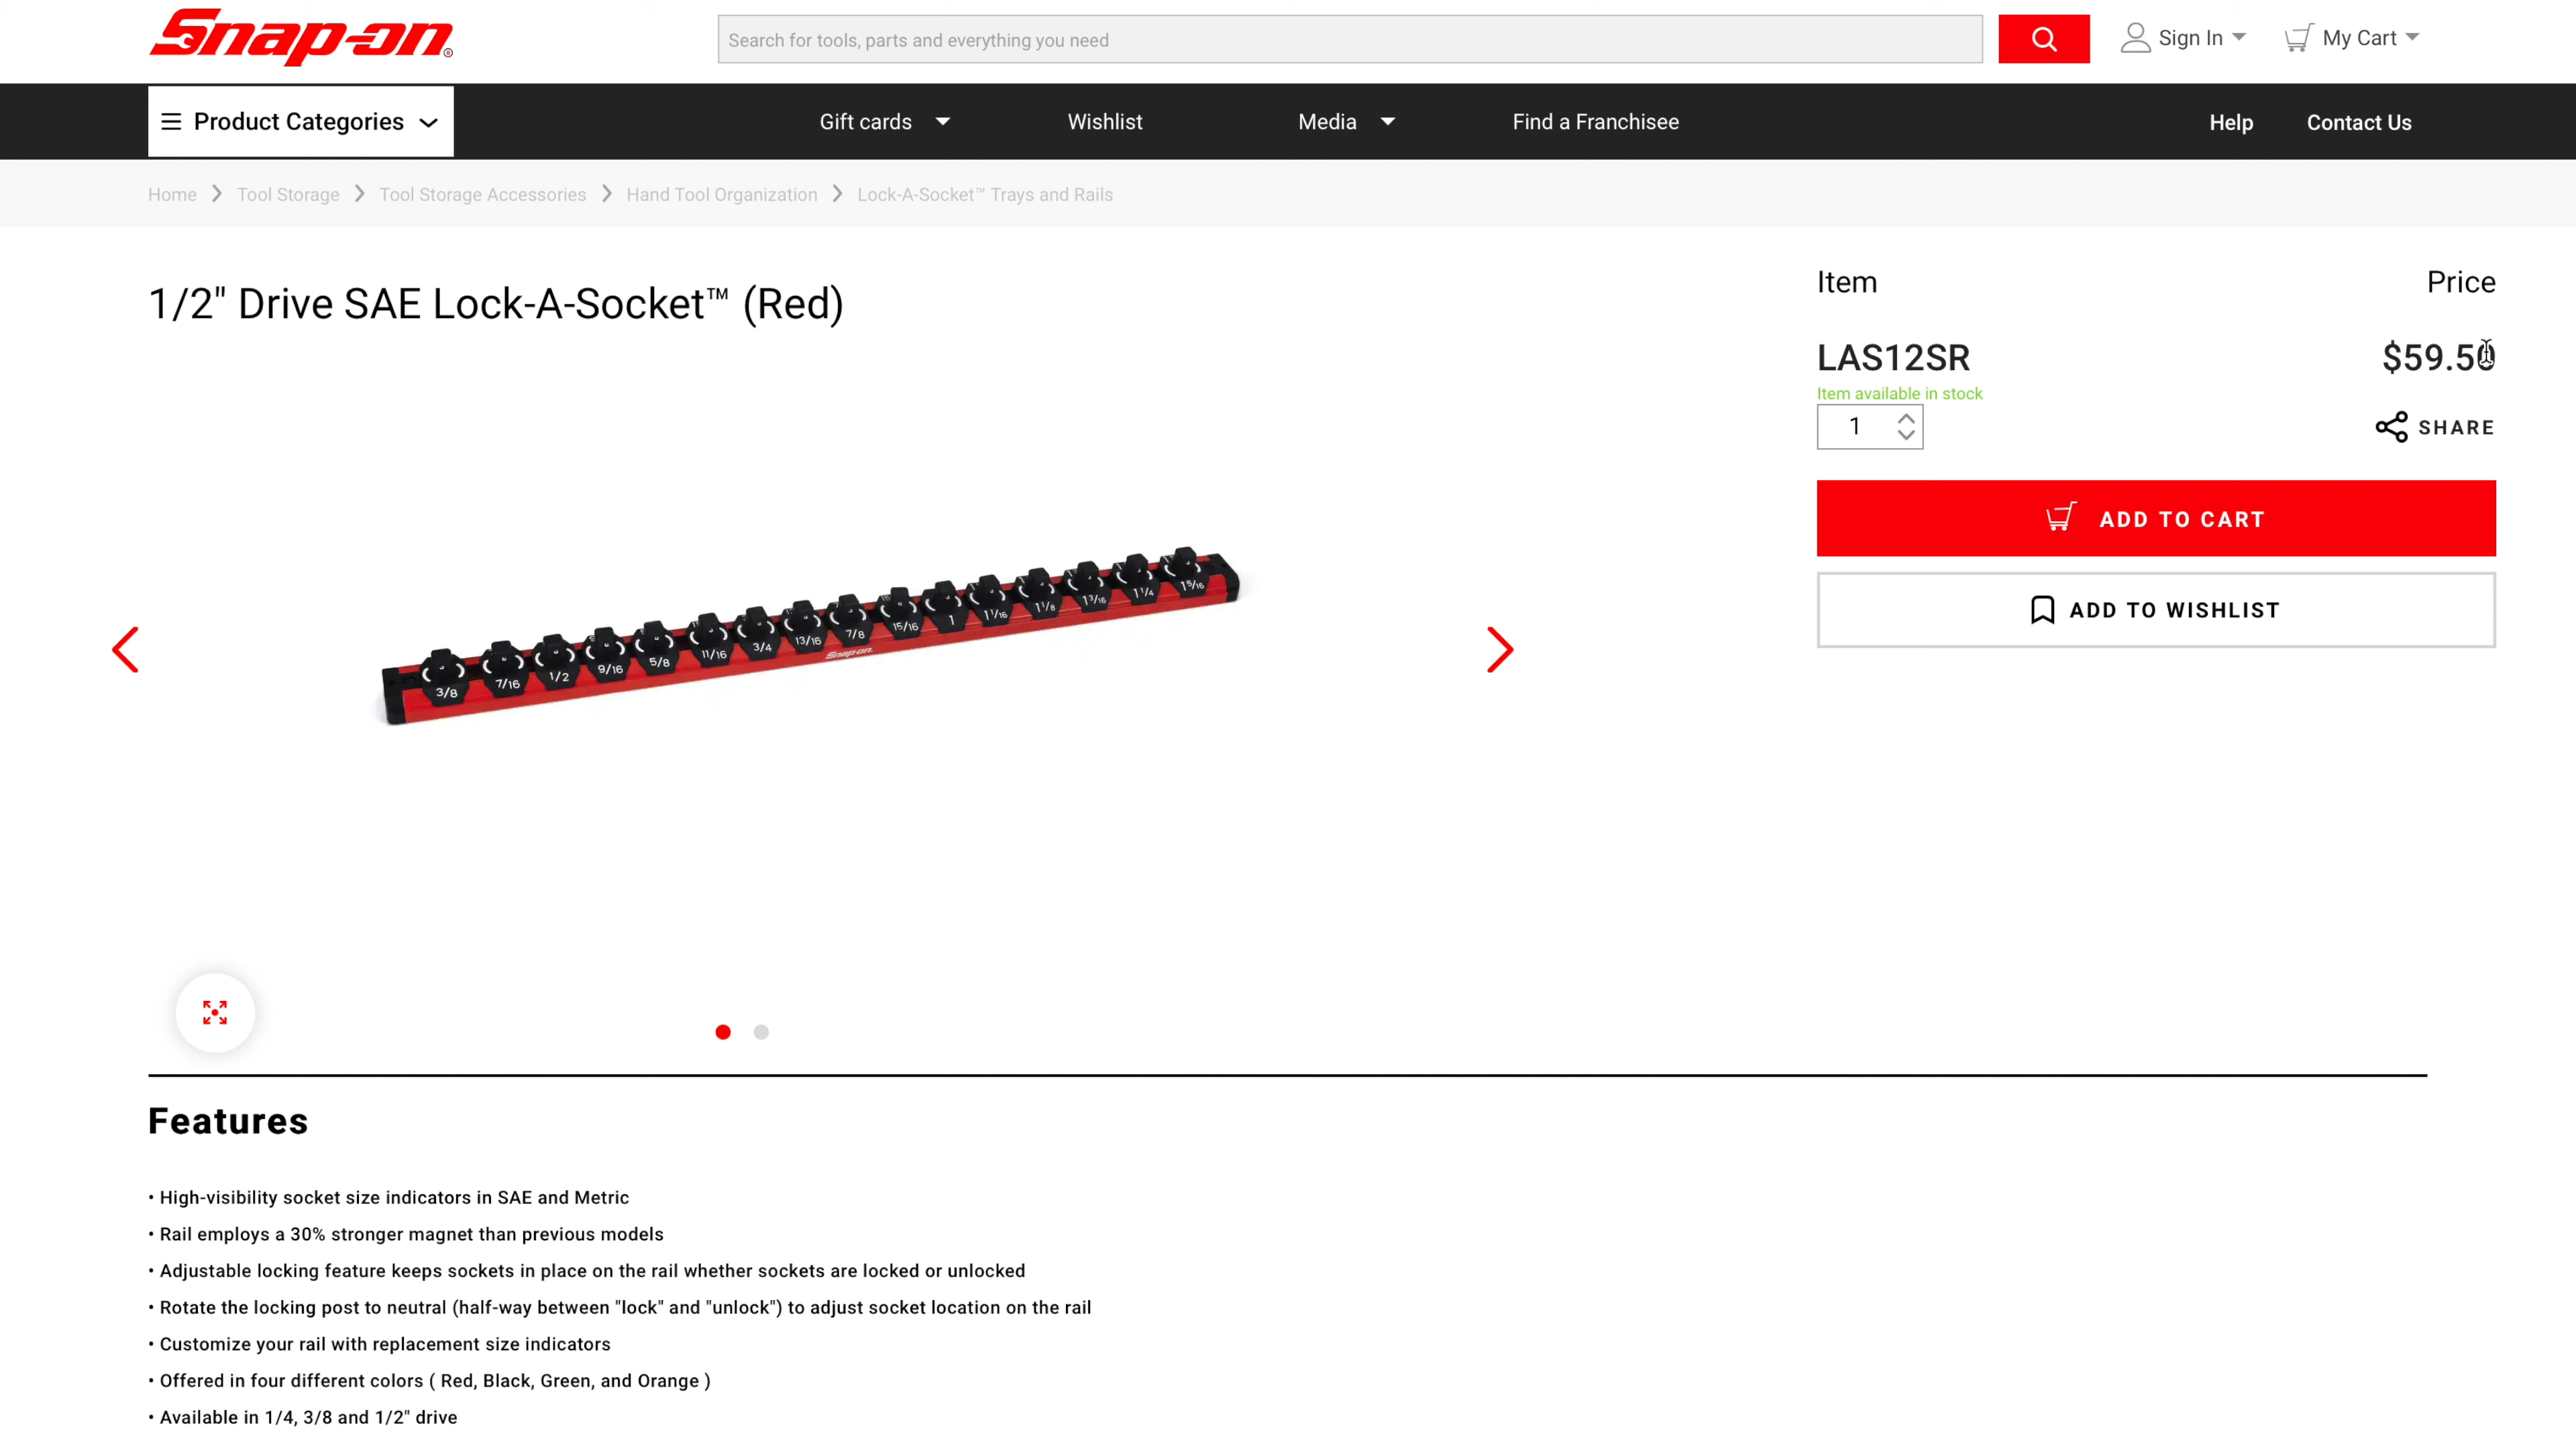 Snap-on
Search for tools, parts and everything you need
Sign In
My Cart
Product Categories
Gift cards
Wishlist
Media
Find a Franchisee
Help
Contact Us
Home
Tool Storage
Tool Storage Accessories
Hand Tool Organization
Lock-A-Socket™ Trays and Rails
1/2" Drive SAE Lock-A-Socket™ (Red)
Item
Price
LAS12SR
$59.50
Item available in stock
1
SHARE
ADD TO CART
ADD TO WISHLIST
3/8 7/16 1/2 9/16 5/8 11/16 3/4 13/16 7/8 15/16 1 1 1/16 1 1/8 1 3/16 1 1/4 1 5/16
Snap-on
Features
• High-visibility socket size indicators in SAE and Metric
• Rail employs a 30% stronger magnet than previous models
• Adjustable locking feature keeps sockets in place on the rail whether sockets are locked or unlocked
• Rotate the locking post to neutral (half-way between "lock" and "unlock") to adjust socket location on the rail
• Customize your rail with replacement size indicators
• Offered in four different colors ( Red, Black, Green, and Orange )
• Available in 1/4, 3/8 and 1/2" drive